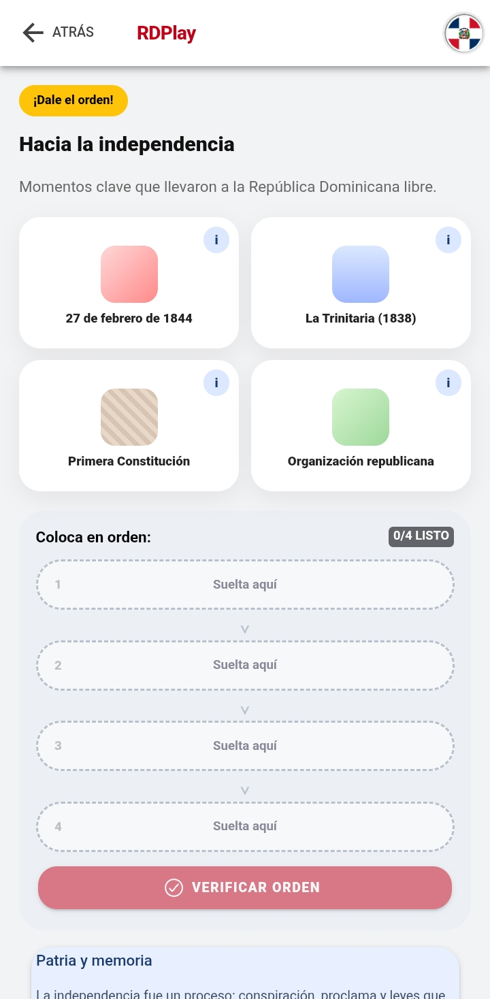 ATRÁS
RDPlay
¡Dale el orden!
Hacia la independencia
Momentos clave que llevaron a la República Dominicana libre.
i
27 de febrero de 1844
i
La Trinitaria (1838)
i
Primera Constitución
i
Organización republicana
Coloca en orden:
0/4 LISTO
1 Suelta aquí
2 Suelta aquí
3 Suelta aquí
4 Suelta aquí
VERIFICAR ORDEN
Patria y memoria
La independencia fue un proceso: conspiración, proclama y leyes que